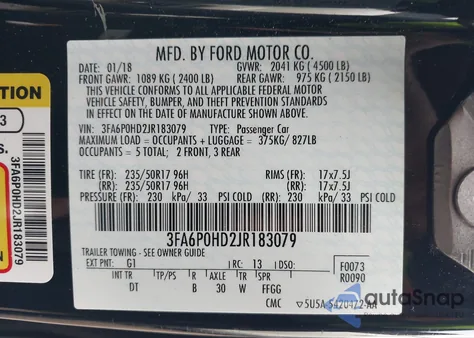 MFD. BY FORD MOTOR CO.
DATE: 01/18 GVWR: 2041 KG ( 4500 LB)
FRONT GAWR: 1089 KG ( 2400 LB) REAR GAWR: 975 KG ( 2150 LB)
THIS VEHICLE CONFORMS TO ALL APPLICABLE FEDERAL MOTOR
VEHICLE SAFETY, BUMPER, AND THEFT PREVENTION STANDARDS
IN EFFECT ON THE DATE OF MANUFACTURE SHOWN ABOVE.
VIN: 3FA6P0HD2JR183079 TYPE: Passenger Car
MAXIMUM LOAD = OCCUPANTS + LUGGAGE = 375KG/ 827LB
OCCUPANTS = 5 TOTAL; 2 FRONT, 3 REAR
TIRE (FR): 235/50R17 96H RIMS (FR): 17x7.5J
(RR): 235/50R17 96H (RR): 17x7.5J
PRESSURE (FR): 230 kPa/ 33 PSI COLD (RR): 230 kPa/ 33 PSI COLD
3FA6P0HD2JR183079
TRAILER TOWING - SEE OWNER GUIDE
EXT PNT: G1 RC: 13 DSO: F0073
R0090
INT TR TP/PS R AXLE TR SPR
DT B 30 W FFGG
CMC 5U5A-5420422-AA
TION
3
S.
3FA6P0HD2JR183079
autoSnap